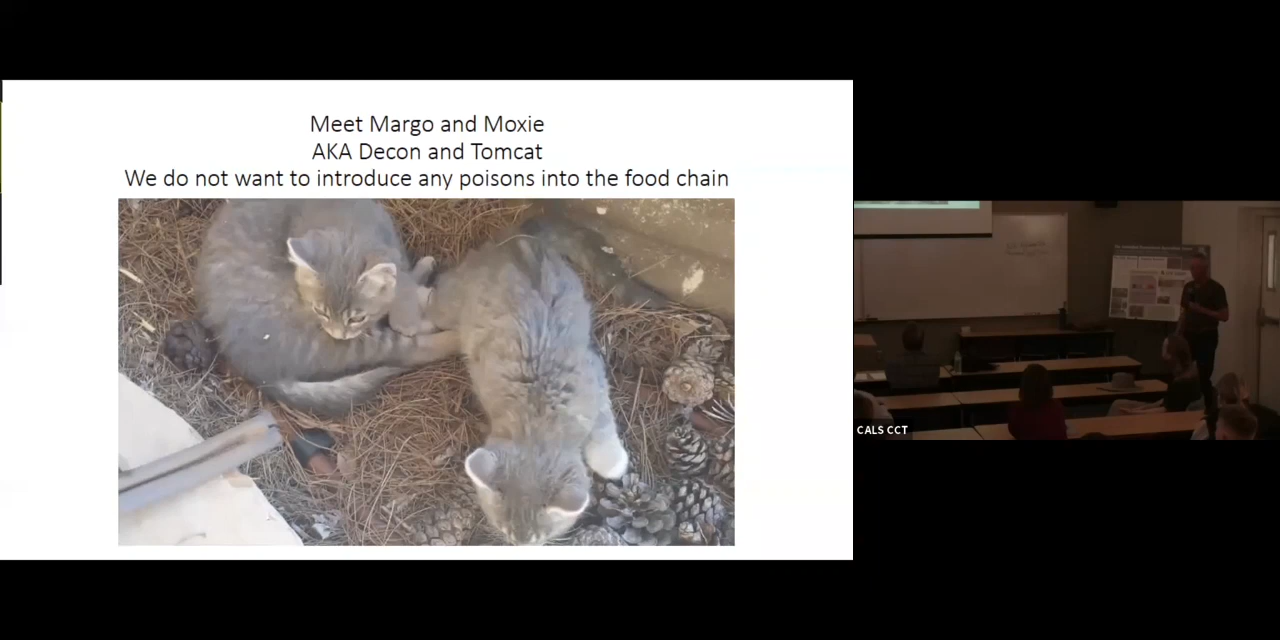 Meet Margo and Moxie
AKA Decon and Tomcat
We do not want to introduce any poisons into the food chain
CALS CCT